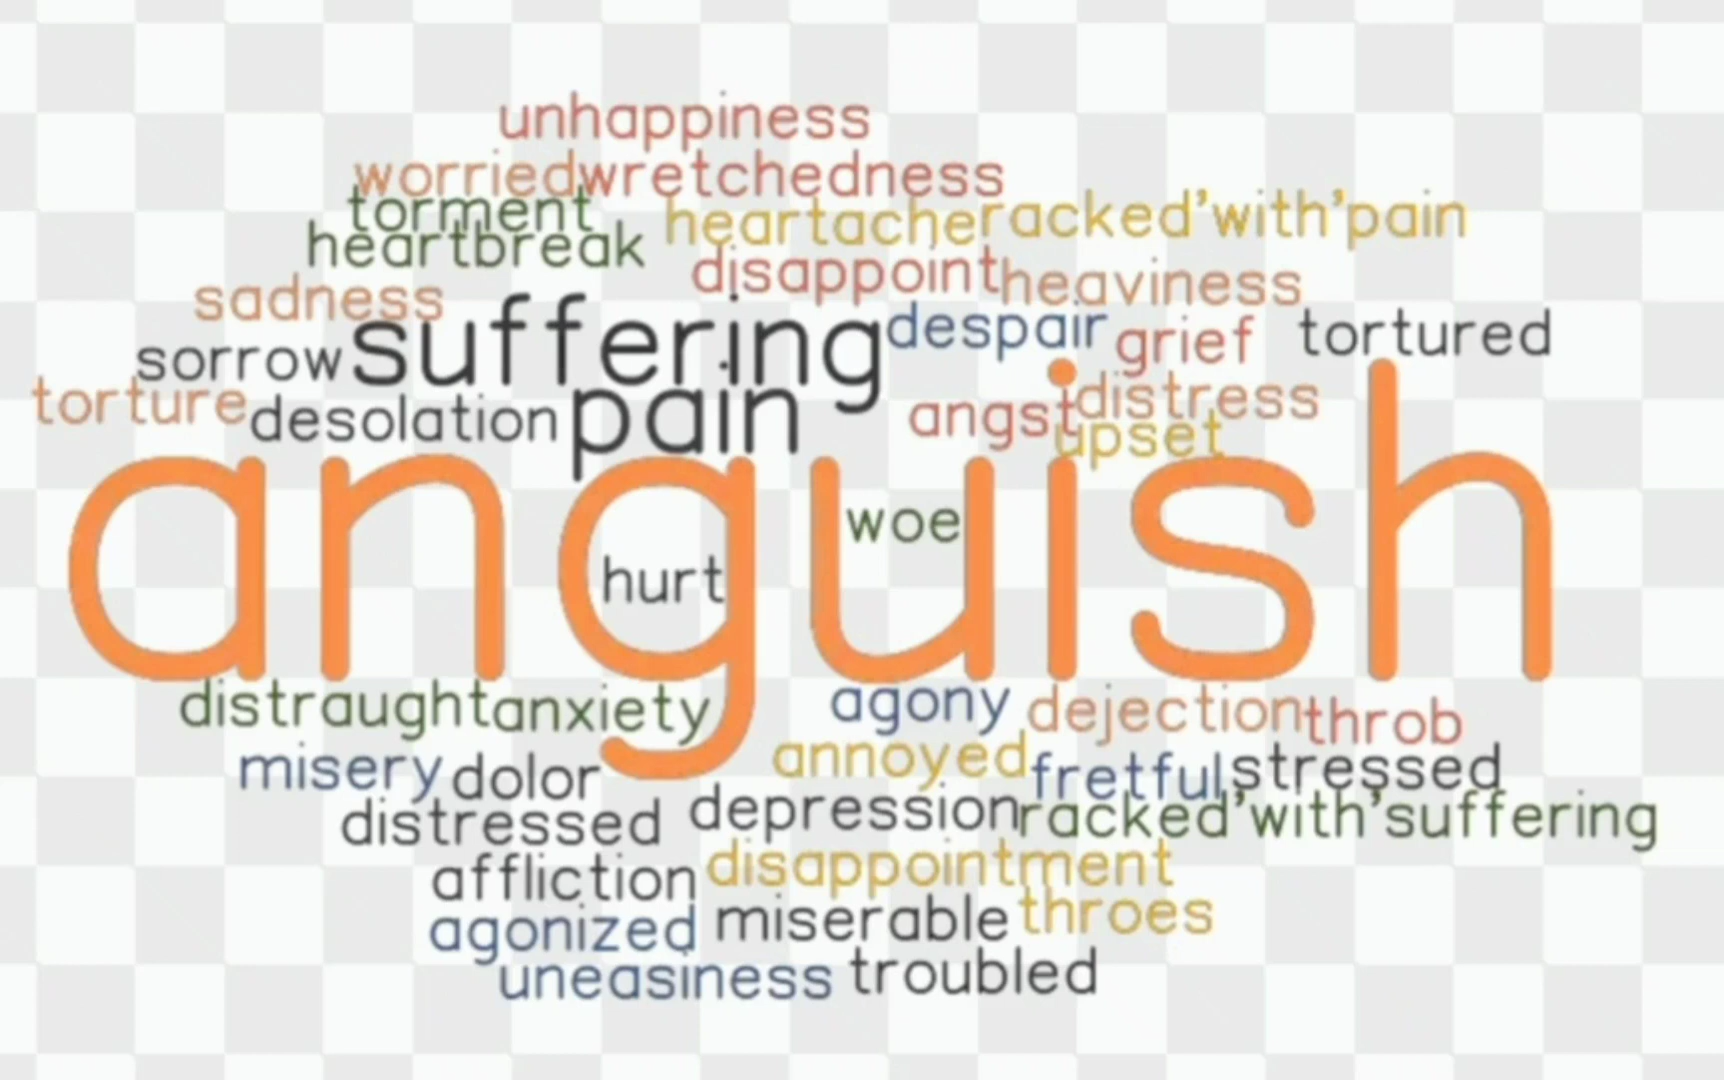 unhappiness
worried wretchedness
torment heartache racked'with'pain
heartbreak disappoint heaviness
sadness suffering despair grief tortured
sorrow pain angst distress
torture desolation upset
anguish
woe
hurt
distraught anxiety agony dejection throb
misery dolor annoyed fretful stressed
distressed depression racked'with'suffering
affliction disappointment
agonized miserable throes
uneasiness troubled